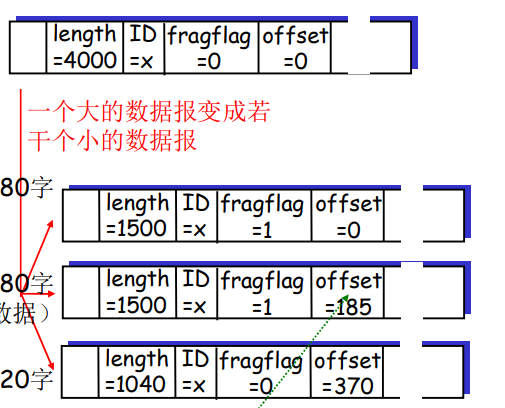 length ID fragflag offset
=4000 =x =0 =0
一个大的数据报变成若
干个小的数据报
80字
length ID fragflag offset
=1500 =x =1 =0
80字
数据）
length ID fragflag offset
=1500 =x =1 =185
20字
length ID fragflag offset
=1040 =x =0 =370